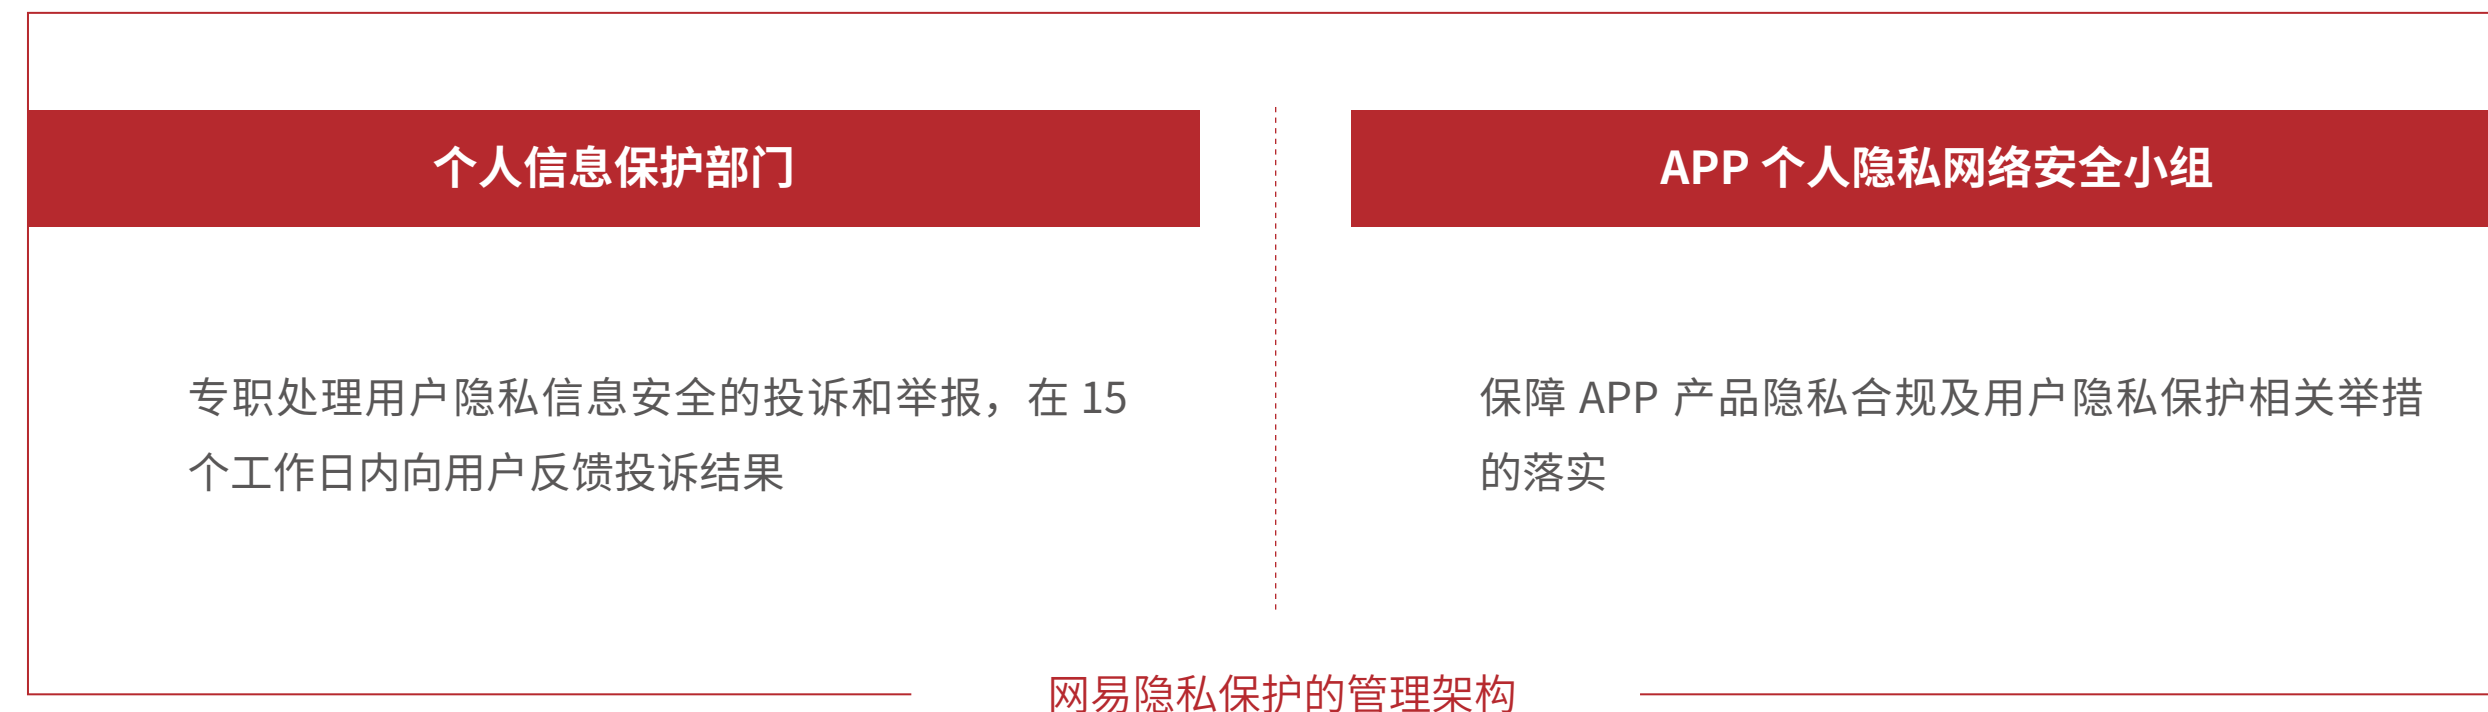 个人信息保护部门
专职处理用户隐私信息安全的投诉和举报，在 15
个工作日内向用户反馈投诉结果
APP 个人隐私网络安全小组
保障 APP 产品隐私合规及用户隐私保护相关举措
的落实
网易隐私保护的管理架构